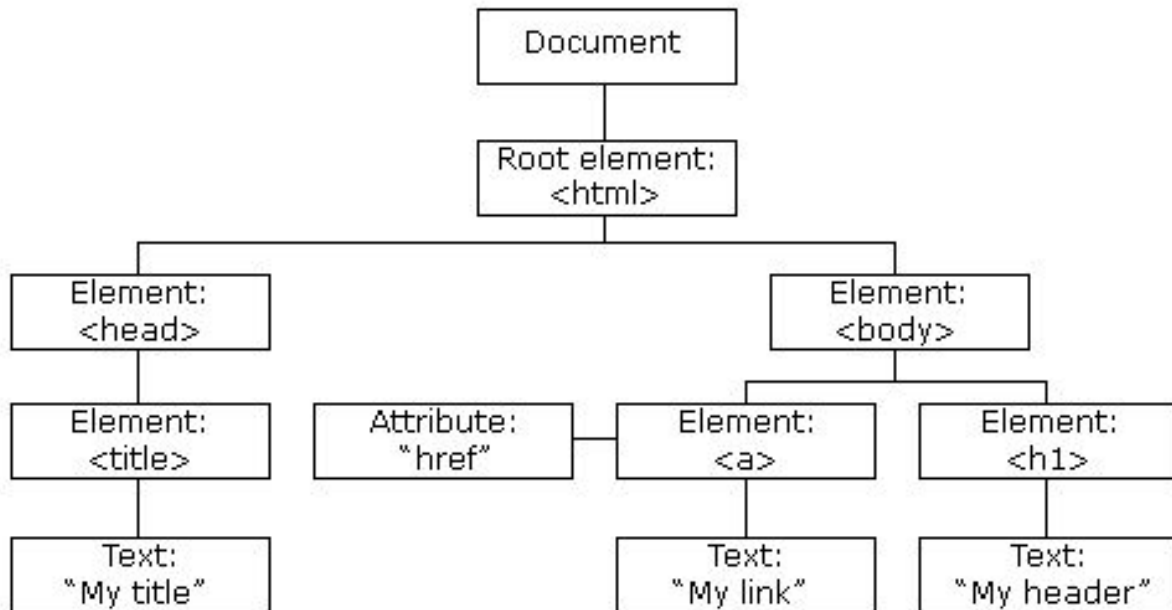 Document
Root element:
<html>
Element:
<head>
Element:
<body>
Element:
<title>
Attribute:
“href”
Element:
<a>
Element:
<h1>
Text:
“My title”
Text:
“My link”
Text:
“My header”